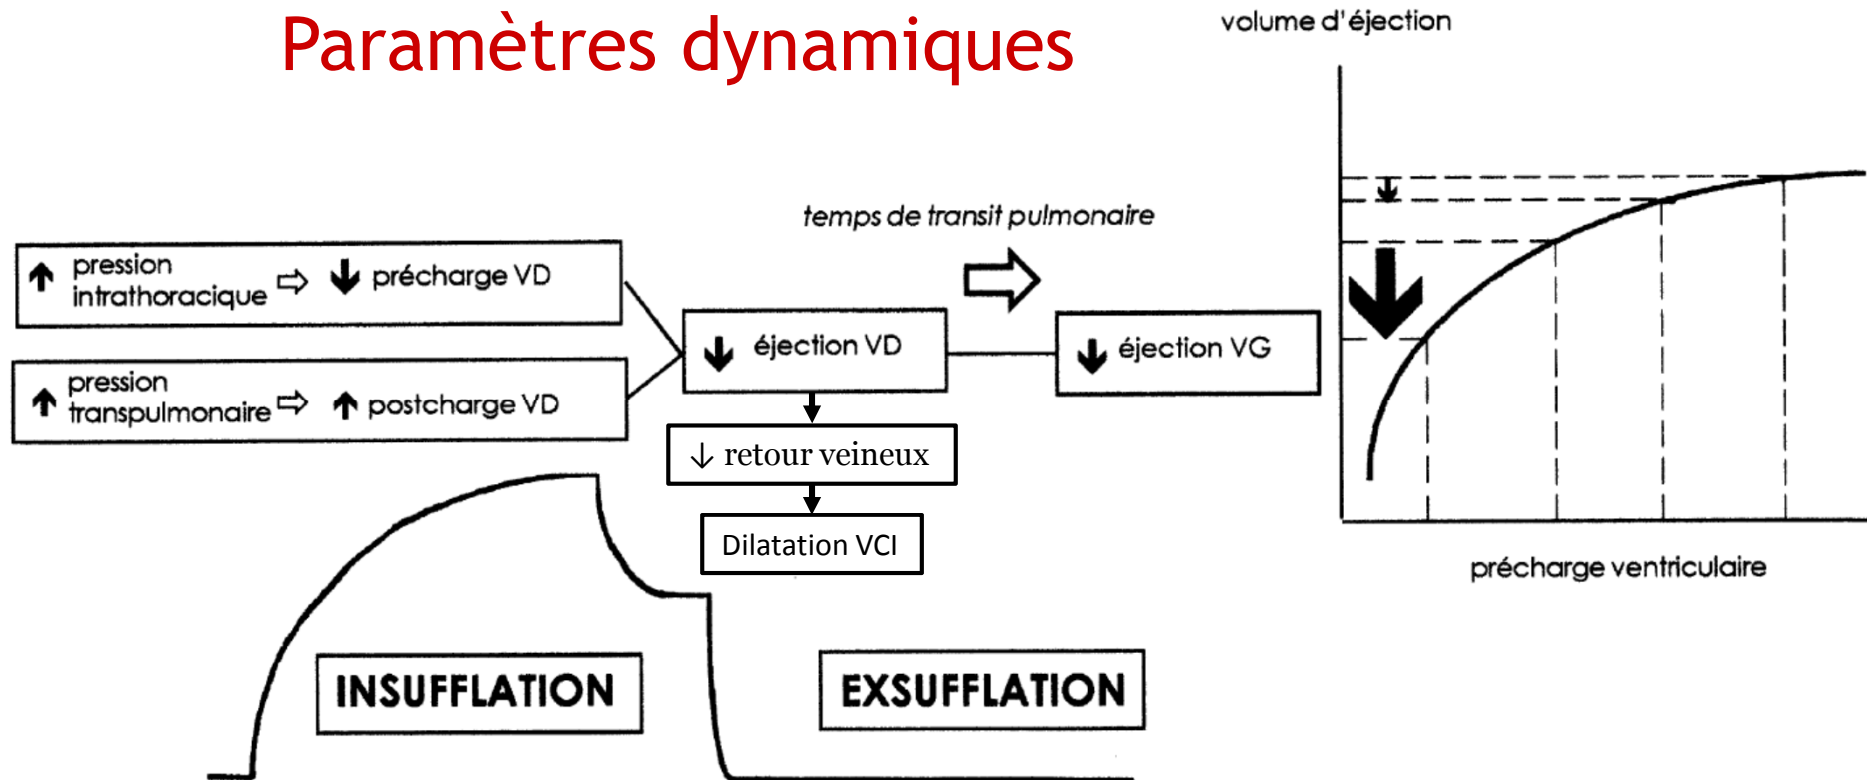 Paramètres dynamiques
volume d'éjection
temps de transit pulmonaire
↑ pression
intrathoracique ⇨ ↓ précharge VD
↑ pression
transpulmonaire ⇨ ↑ postcharge VD
↓ éjection VD
↓ éjection VG
↓ retour veineux
Dilatation VCI
précharge ventriculaire
INSUFFLATION
EXSUFFLATION